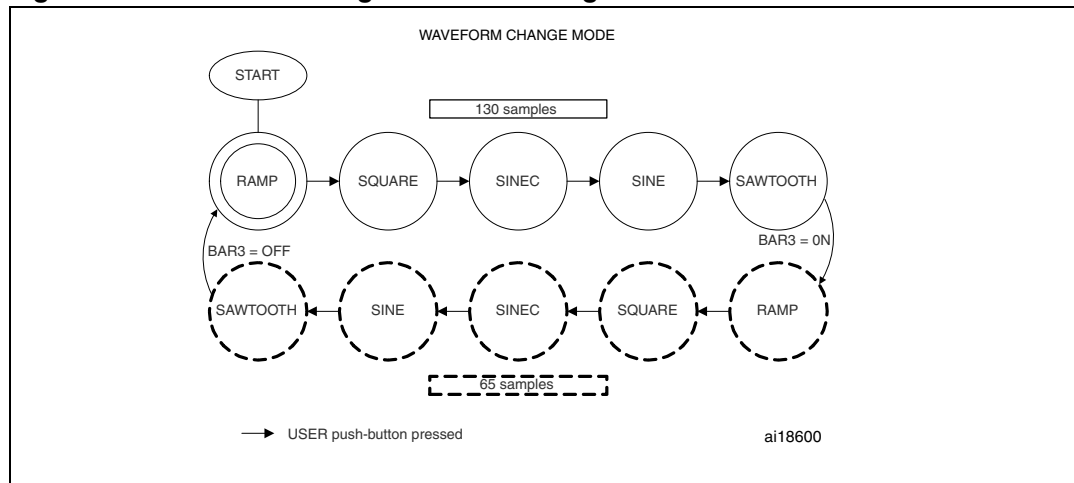 WAVEFORM CHANGE MODE
START
130 samples
RAMP
SQUARE
SINEC
SINE
SAWTOOTH
BAR3 = 0N
BAR3 = OFF
SAWTOOTH
SINE
SINEC
SQUARE
RAMP
65 samples
USER push-button pressed
ai18600